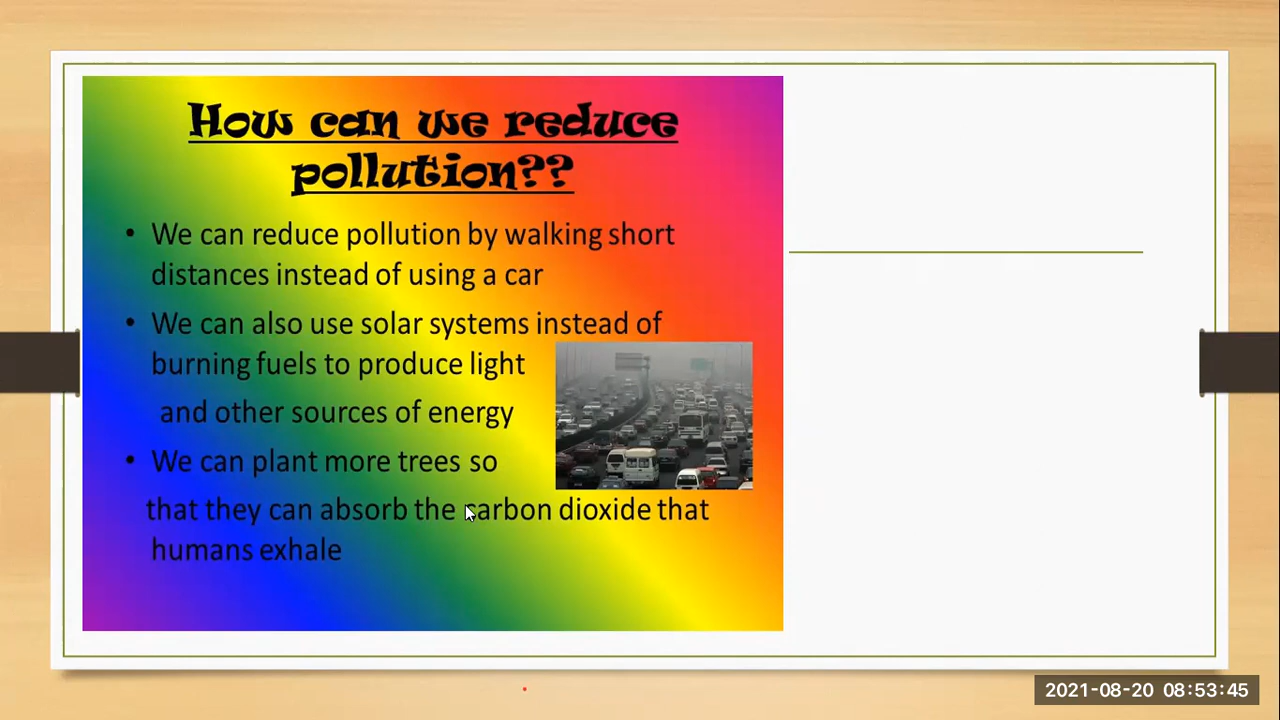 How can we reduce
pollution??
• We can reduce pollution by walking short
distances instead of using a car
• We can also use solar systems instead of
burning fuels to produce light
and other sources of energy
• We can plant more trees so
that they can absorb the carbon dioxide that
humans exhale
2021-08-20 08:53:45